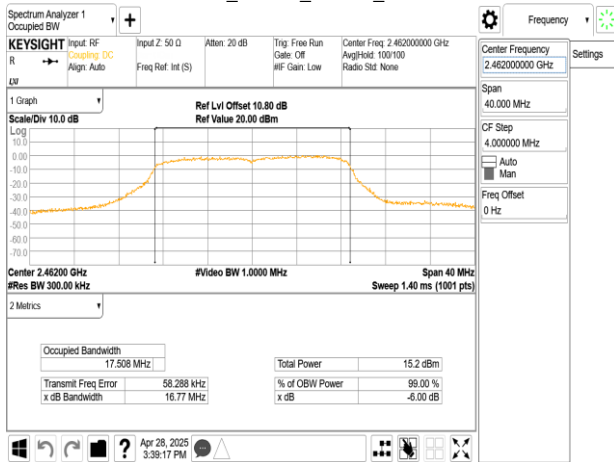 Spectrum Analyzer 1
Occupied BW
Frequency
KEYSIGHT
R
Input: RF
Coupling: DC
Align: Auto
Input Z: 50 Ω
Freq Ref: Int (S)
Atten: 20 dB
Trig: Free Run
Gate: Off
#IF Gain: Low
Center Freq: 2.462000000 GHz
Avg|Hold: 100/100
Radio Std: None
Center Frequency
2.462000000 GHz
Settings
Span
40.000 MHz
CF Step
4.000000 MHz
Auto
Man
Freq Offset
0 Hz
1 Graph
Scale/Div 10.0 dB
Ref Lvl Offset 10.80 dB
Ref Value 20.00 dBm
Log
10.0
0.00
-10.0
-20.0
-30.0
-40.0
-50.0
-60.0
-70.0
Center 2.46200 GHz
#Video BW 1.0000 MHz
Span 40 MHz
#Res BW 300.00 kHz
Sweep 1.40 ms (1001 pts)
2 Metrics
Occupied Bandwidth
17.508 MHz
Total Power 15.2 dBm
Transmit Freq Error 58.288 kHz
% of OBW Power 99.00 %
x dB Bandwidth 16.77 MHz
x dB -6.00 dB
?
Apr 28, 2025
3:39:17 PM